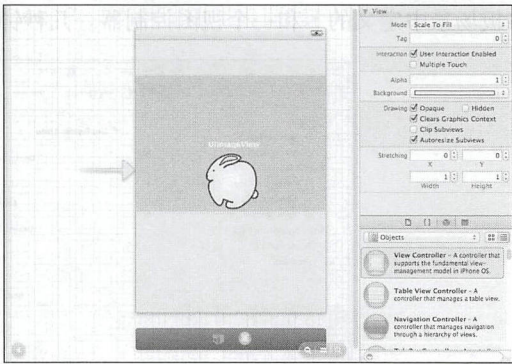 View
Mode Scale To Fill
Tag 0
Interaction User Interaction Enabled
Multiple Touch
Alpha 1
Background
Drawing Opaque Hidden
Clears Graphics Context
Clip Subviews
Autoresize Subviews
Stretching 0 0
X Y
1 1
Width Height
UIImageView
Objects
View Controller - A controller that
supports the fundamental view-
management model in iPhone OS.
Table View Controller - A
controller that manages a table view.
Navigation Controller - A
controller that manages navigation
through a hierarchy of views.